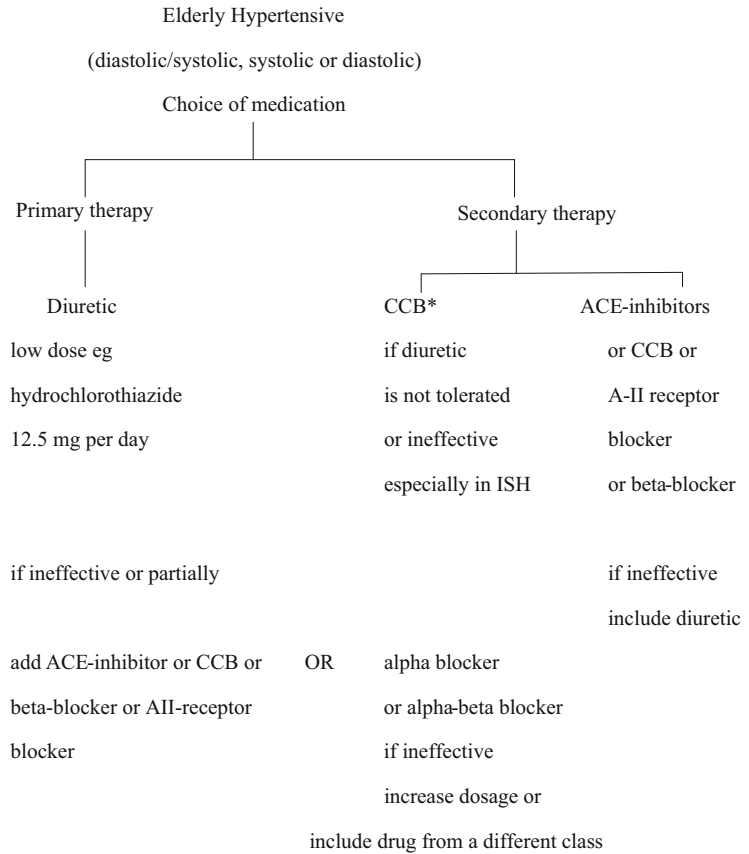 Elderly Hypertensive
(diastolic/systolic, systolic or diastolic)
Choice of medication
Primary therapy
Secondary therapy
Diuretic
low dose eg
hydrochlorothiazide
12.5 mg per day
CCB*
if diuretic
is not tolerated
or ineffective
especially in ISH
ACE-inhibitors
or CCB or
A-II receptor
blocker
or beta-blocker
if ineffective or partially
if ineffective
include diuretic
add ACE-inhibitor or CCB or
beta-blocker or AII-receptor
blocker
OR
alpha blocker
or alpha-beta blocker
if ineffective
increase dosage or
include drug from a different class